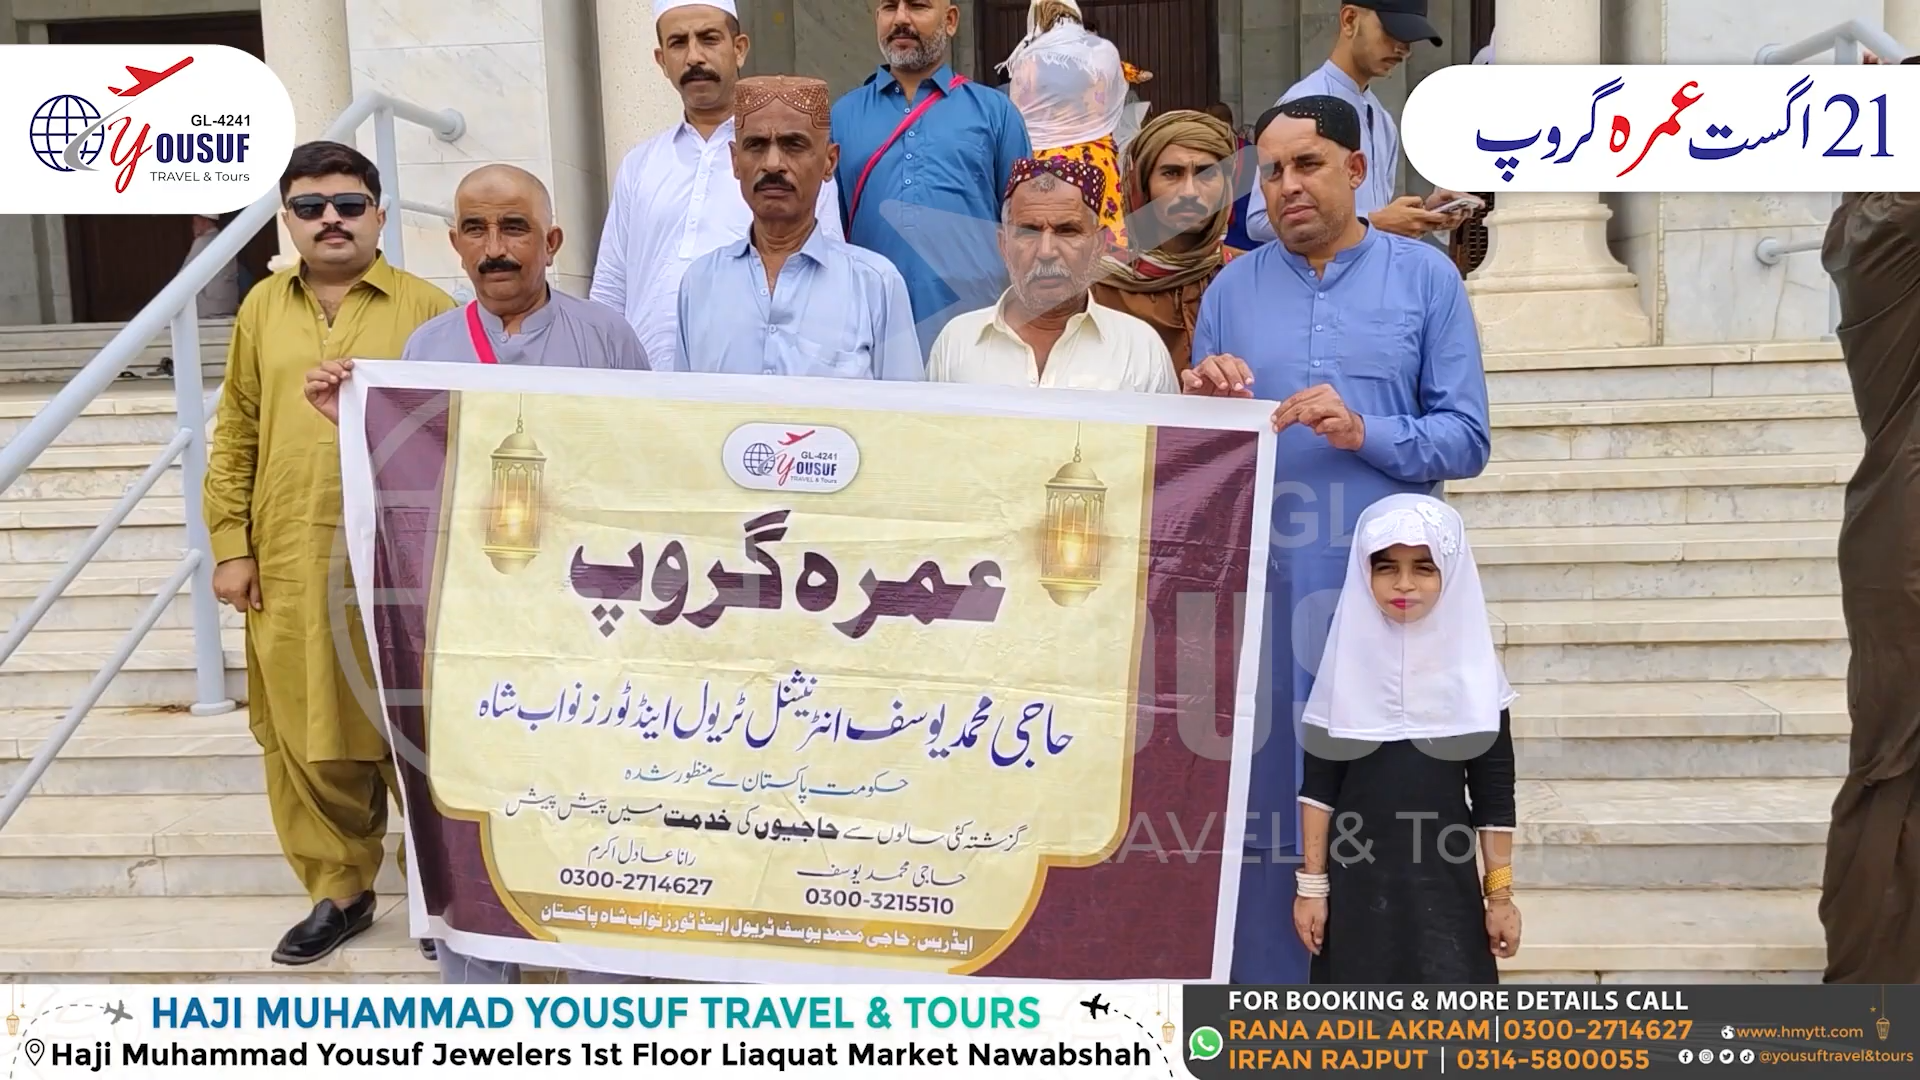 GL-4241
YOUSUF
TRAVEL & Tours
21 اگست عمرہ گروپ
GL-4241
YOUSUF
TRAVEL & Tours
عمرہ گروپ
حاجی محمد یوسف انٹرنیشنل ٹریول اینڈ ٹورز نواب شاہ
حکومت پاکستان سے منظور شدہ
گزشتہ کئی سالوں سے حاجیوں کی خدمت میں پیش پیش
رانا عادل اکرم
0300-2714627
حاجی محمد یوسف
0300-3215510
ایڈریس: حاجی محمد یوسف ٹریول اینڈ ٹورز نواب شاہ پاکستان
GL
OUSU
TRAVEL & Tours
HAJI MUHAMMAD YOUSUF TRAVEL & TOURS
Haji Muhammad Yousuf Jewelers 1st Floor Liaquat Market Nawabshah
FOR BOOKING & MORE DETAILS CALL
RANA ADIL AKRAM | 0300-2714627
IRFAN RAJPUT | 0314-5800055
www.hmytt.com
@yousuftravel&tours